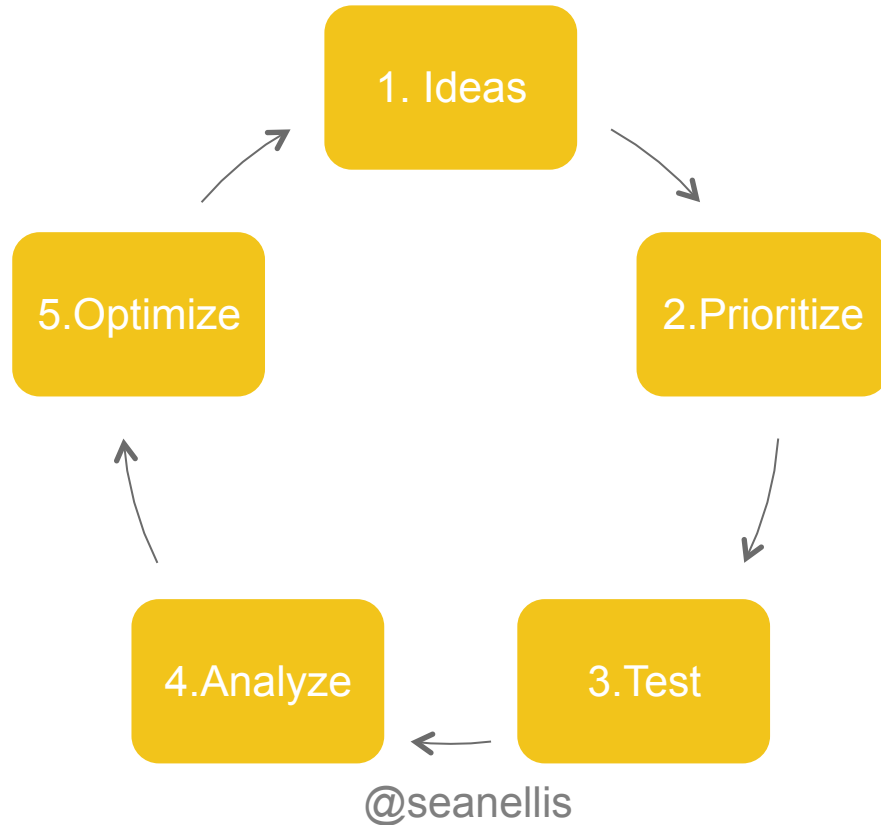 1. Ideas
2.Prioritize
3.Test
4.Analyze
5.Optimize
@seanellis